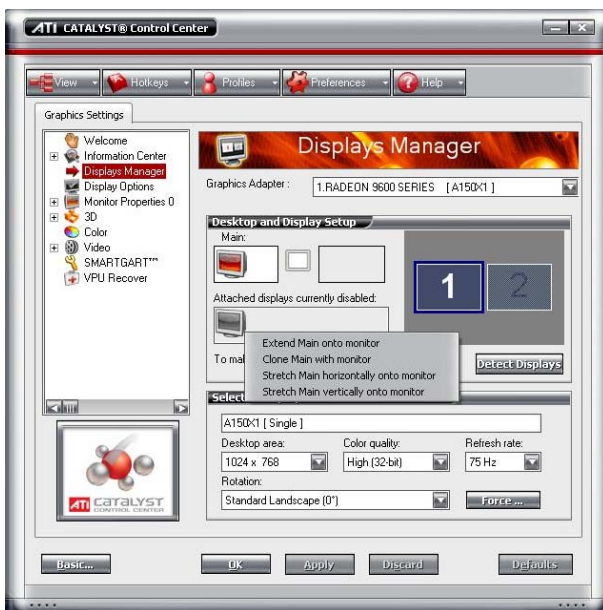 ATI CATALYST® Control Center
View Hotkeys Profiles Preferences Help
Graphics Settings
Welcome
Information Center
Displays Manager
Display Options
Monitor Properties 0
3D
Color
Video
SMARTGART™
VPU Recover
Displays Manager
Graphics Adapter :
1.RADEON 9600 SERIES [ A150X1 ]
Desktop and Display Setup
Main:
1 2
Attached displays currently disabled:
Extend Main onto monitor
Clone Main with monitor
Stretch Main horizontally onto monitor
Stretch Main vertically onto monitor
To mal
Detect Displays
Select
A150X1 [ Single ]
Desktop area: Color quality: Refresh rate:
1024 x 768 High (32-bit) 75 Hz
Rotation:
Standard Landscape (0°) Force ...
ATI CATALYST
CONTROL CENTER
Basic... OK Apply Discard Defaults